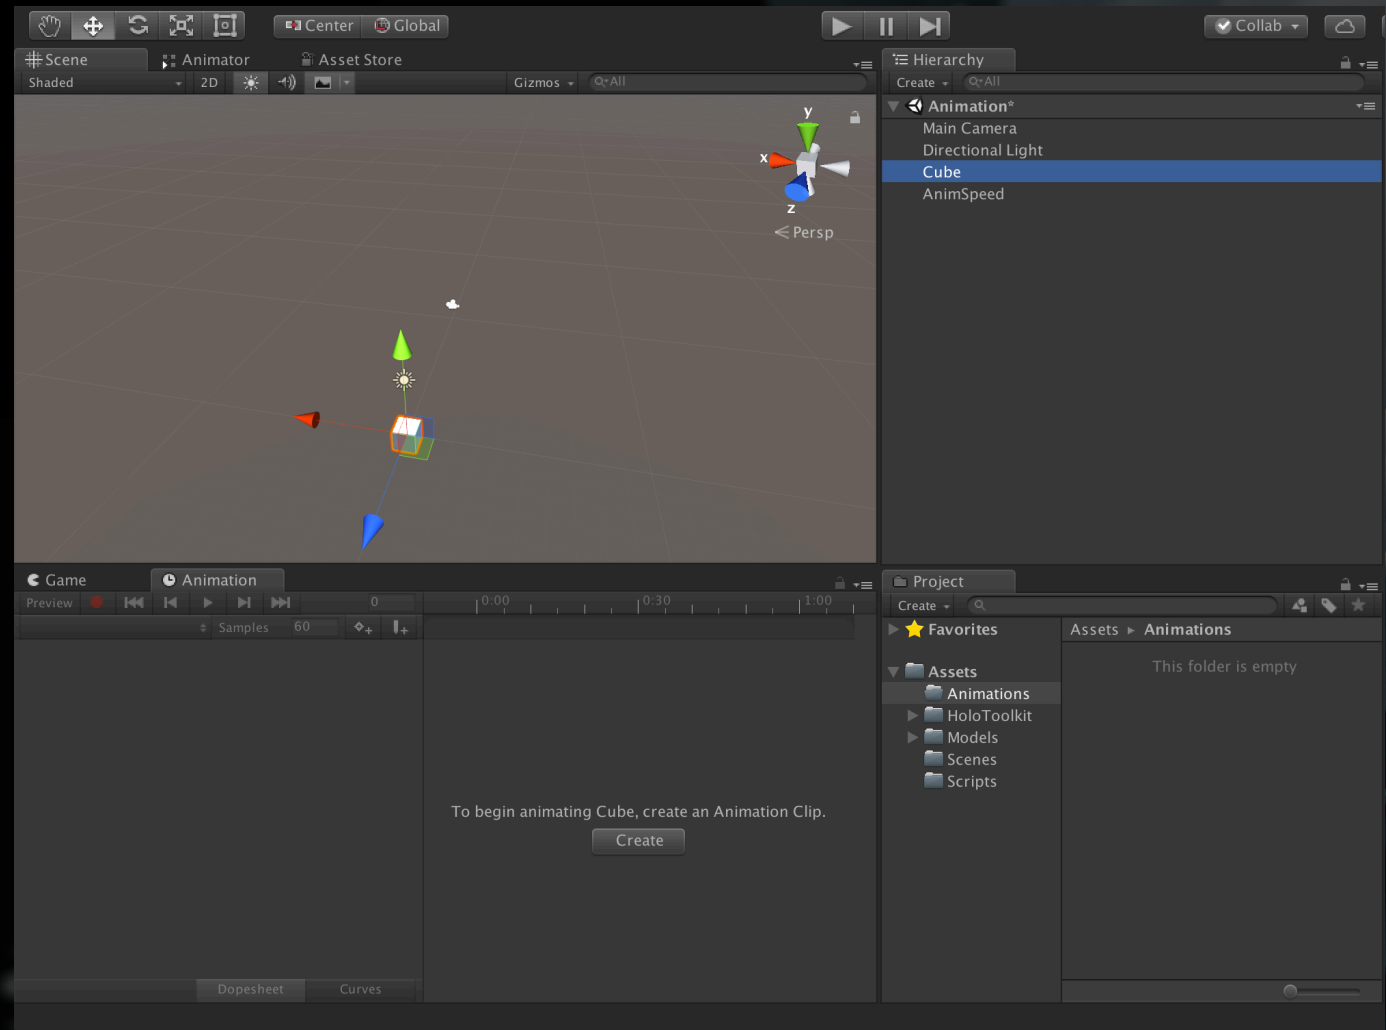 Center Global Collab
Scene Animator Asset Store
Shaded 2D Gizmos All
y
x
z
Persp
Hierarchy
Create All
Animation*
Main Camera
Directional Light
Cube
AnimSpeed
Game Animation
Preview 0 0:00 0:30 1:00
Samples 60
To begin animating Cube, create an Animation Clip.
Create
Dopesheet Curves
Project
Create
Favorites
Assets
Animations
HoloToolkit
Models
Scenes
Scripts
Assets ▸ Animations
This folder is empty